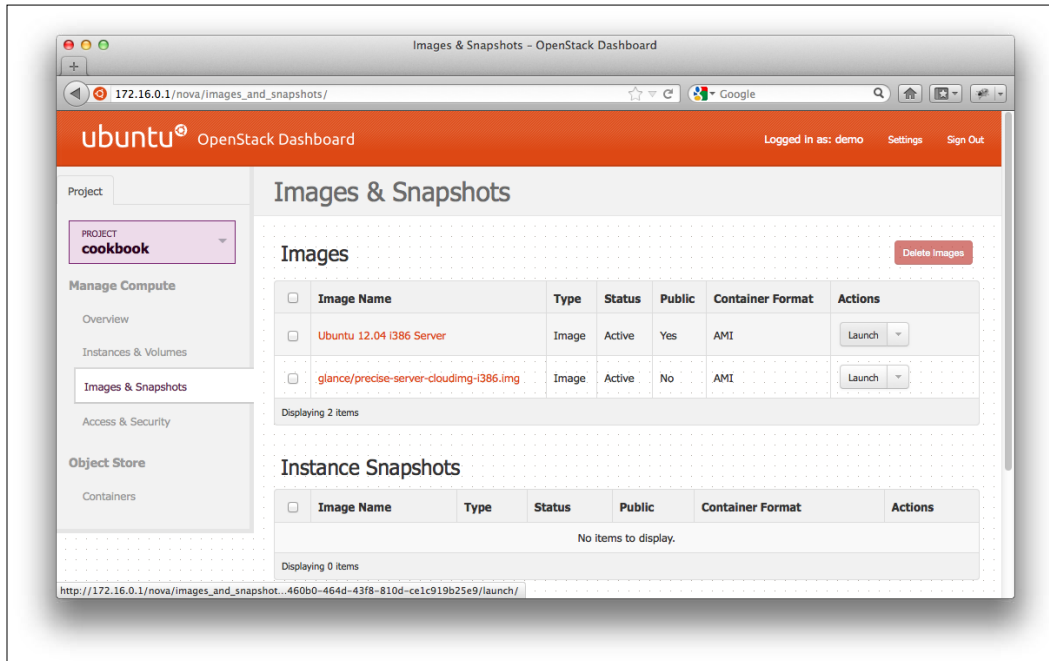 Images & Snapshots - OpenStack Dashboard
172.16.0.1/nova/images_and_snapshots/
Google
ubuntu OpenStack Dashboard
Logged in as: demo Settings Sign Out
Project
PROJECT
cookbook
Manage Compute
Overview
Instances & Volumes
Images & Snapshots
Access & Security
Object Store
Containers
Images & Snapshots
Images
Delete Images
Image Name Type Status Public Container Format Actions
Ubuntu 12.04 i386 Server Image Active Yes AMI Launch
glance/precise-server-cloudimg-i386.img Image Active No AMI Launch
Displaying 2 items
Instance Snapshots
Image Name Type Status Public Container Format Actions
No items to display.
Displaying 0 items
http://172.16.0.1/nova/images_and_snapshot...460b0-464d-43f8-810d-ce1c919b25e9/launch/